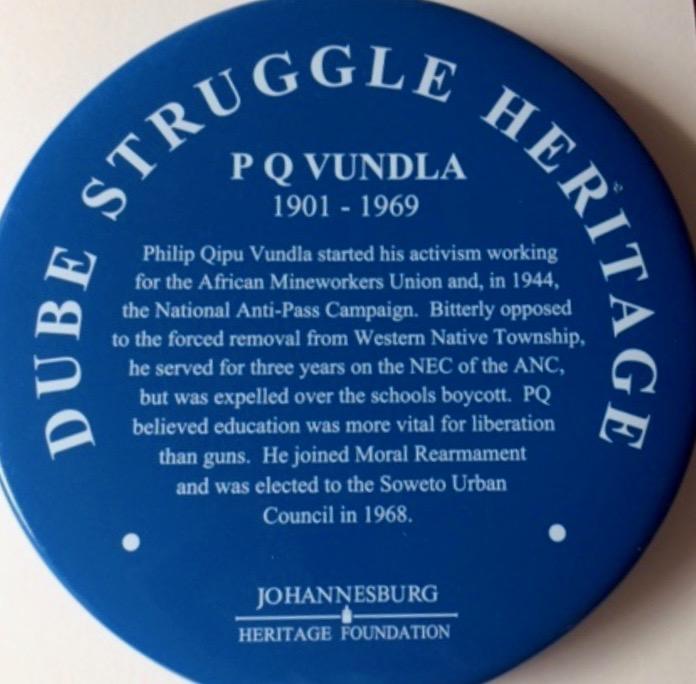 DUBE STRUGGLE HERITAGE
P Q VUNDLA
1901 - 1969
Philip Qipu Vundla started his activism working
for the African Mineworkers Union and, in 1944,
the National Anti-Pass Campaign. Bitterly opposed
to the forced removal from Western Native Township,
he served for three years on the NEC of the ANC,
but was expelled over the schools boycott. PQ
believed education was more vital for liberation
than guns. He joined Moral Rearmament
and was elected to the Soweto Urban
Council in 1968.
JOHANNESBURG
HERITAGE FOUNDATION